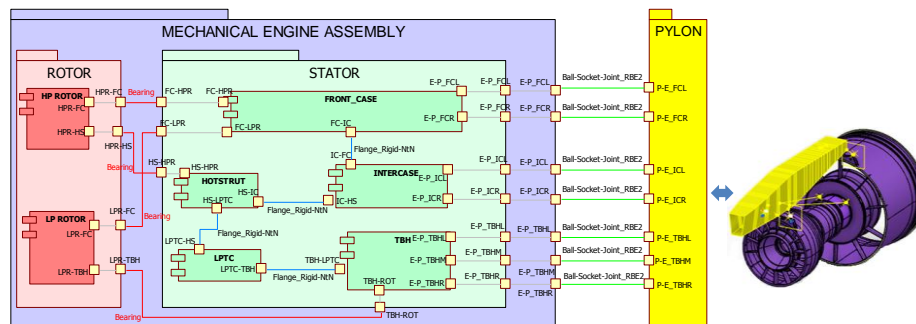 MECHANICAL ENGINE ASSEMBLY
PYLON
ROTOR
STATOR
HP ROTOR
HPR-FC
HPR-FC
Bearing
FC-HPR
FC-HPR
FRONT_CASE
E-P_FCL
E-P_FCL
E-P_FCL
Ball-Socket-Joint_RBE2
P-E_FCL
HPR-HS
HPR-HS
FC-LPR
FC-LPR
FC-IC
E-P_FCR
E-P_FCR
E-P_FCR
Ball-Socket-Joint_RBE2
P-E_FCR
Bearing
Flange_Rigid-NtN
HS-HPR
HS-HPR
HOTSTRUT
HS-IC
IC-FC
INTERCASE
IC-HS
E-P_ICL
E-P_ICL
E-P_ICL
Ball-Socket-Joint_RBE2
P-E_ICL
E-P_ICR
E-P_ICR
E-P_ICR
Ball-Socket-Joint_RBE2
P-E_ICR
HS-LPTC
Flange_Rigid-NtN
LP ROTOR
LPR-FC
LPR-FC
Bearing
Flange_Rigid-NtN
LPTC-HS
LPTC
LPTC-TBH
Flange_Rigid-NtN
TBH-LPTC
TBH
E-P_TBHL
E-P_TBHL
E-P_TBHL
Ball-Socket-Joint_RBE2
P-E_TBHL
LPR-TBH
LPR-TBH
E-P_TBHM
E-P_TBHM
E-P_TBHM
Ball-Socket-Joint_RBE2
P-E_TBHM
TBH-ROT
E-P_TBHR
E-P_TBHR
E-P_TBHR
Ball-Socket-Joint_RBE2
P-E_TBHR
Bearing
TBH-ROT